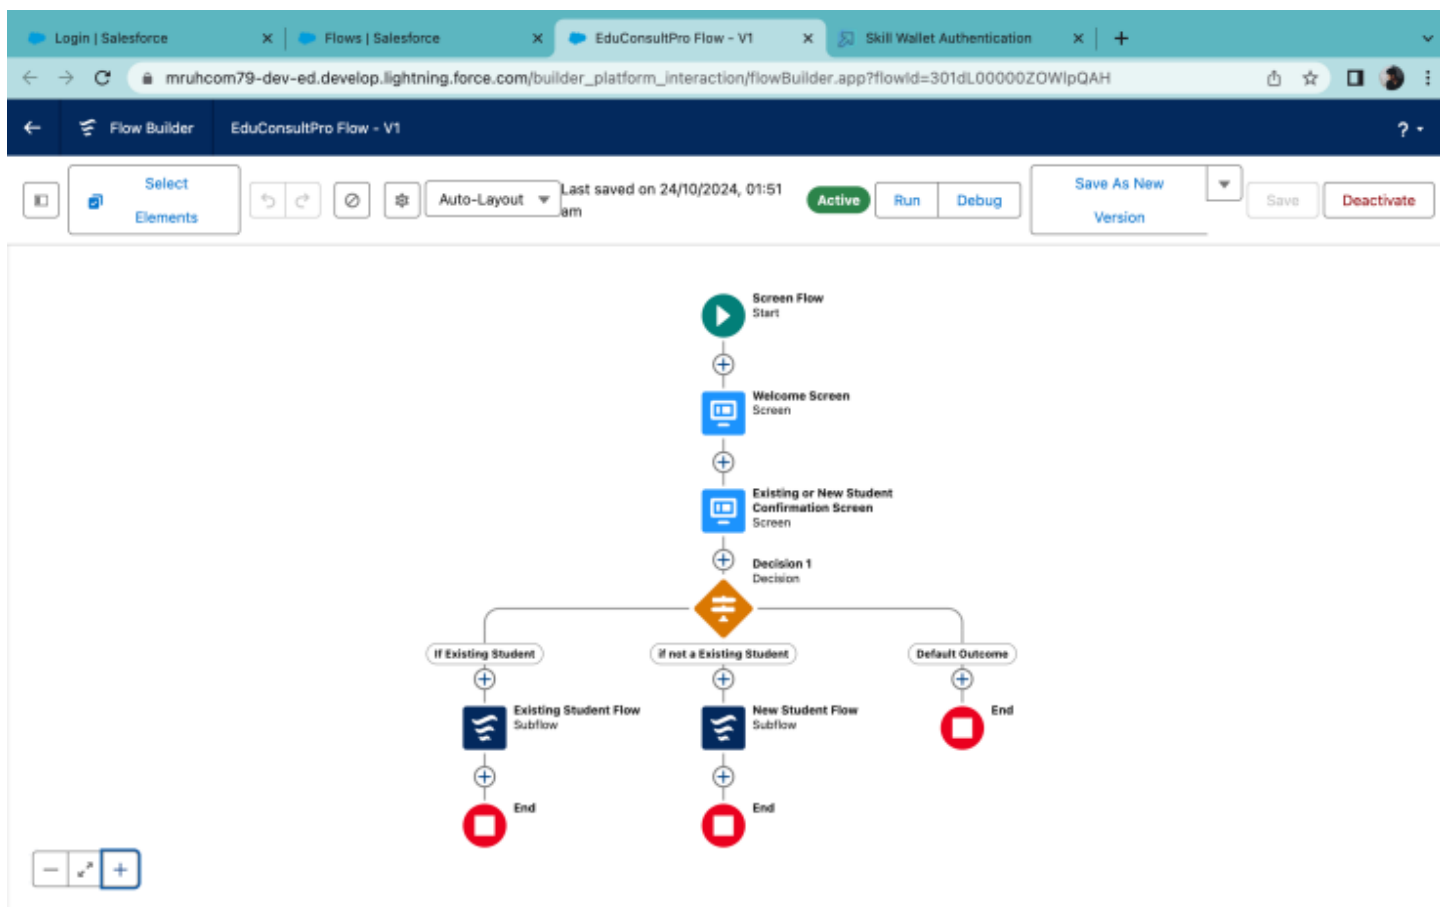 Login | Salesforce
Flows | Salesforce
EduConsultPro Flow - V1
Skill Wallet Authentication
mruhcom79-dev-ed.develop.lightning.force.com/builder_platform_interaction/flowBuilder.app?flowId=301dL00000ZOWIpQAH
Flow Builder
EduConsultPro Flow - V1
?
Select
Elements
Auto-Layout
Last saved on 24/10/2024, 01:51
am
Active
Run
Debug
Save As New
Version
Save
Deactivate
Screen Flow
Start
Welcome Screen
Screen
Existing or New Student
Confirmation Screen
Screen
Decision 1
Decision
If Existing Student
if not a Existing Student
Default Outcome
Existing Student Flow
Subflow
New Student Flow
Subflow
End
End
End